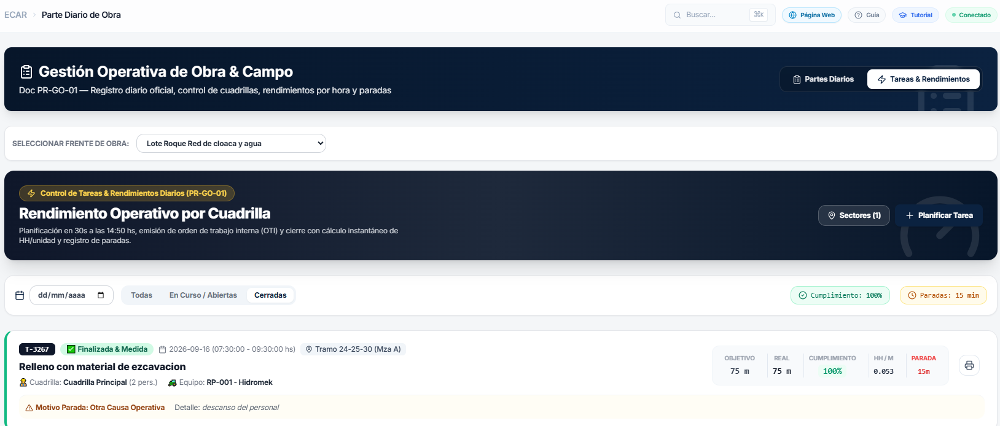 ECAR > Parte Diario de Obra
Buscar... ⌘K
Página Web
Guía
Tutorial
Conectado
Gestión Operativa de Obra & Campo
Doc PR-GO-01 — Registro diario oficial, control de cuadrillas, rendimientos por hora y paradas
Partes Diarios
Tareas & Rendimientos
SELECCIONAR FRENTE DE OBRA:
Lote Roque Red de cloaca y agua
Control de Tareas & Rendimientos Diarios (PR-GO-01)
Rendimiento Operativo por Cuadrilla
Planificación en 30s a las 14:50 hs, emisión de orden de trabajo interna (OTI) y cierre con cálculo instantáneo de
HH/unidad y registro de paradas.
Sectores (1)
+ Planificar Tarea
dd/mm/aaaa
Todas
En Curso / Abiertas
Cerradas
Cumplimiento: 100%
Paradas: 15 min
T-3267
Finalizada & Medida
2026-09-16 (07:30:00 - 09:30:00 hs)
Tramo 24-25-30 (Mza A)
Relleno con material de ezcavacion
Cuadrilla: Cuadrilla Principal (2 pers.)
Equipo: RP-001 - Hidromek
OBJETIVO
75 m
REAL
75 m
CUMPLIMIENTO
100%
HH / M
0.053
PARADA
15m
Motivo Parada: Otra Causa Operativa
Detalle: descanso del personal